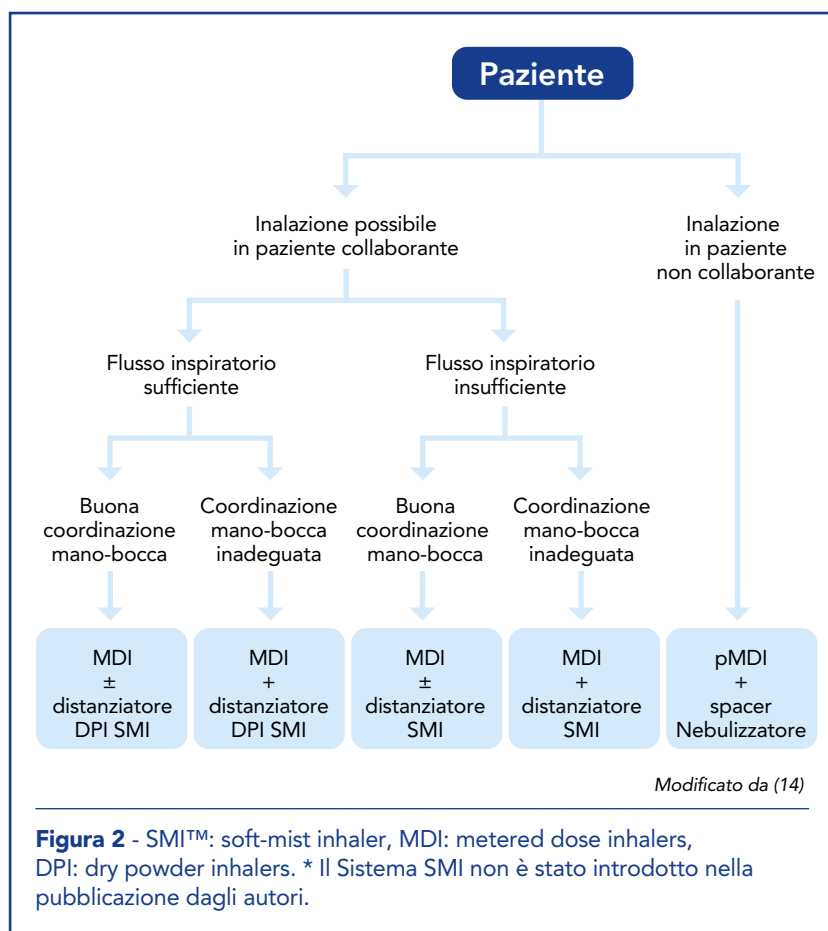 Paziente
Inalazione possibile
in paziente collaborante
Inalazione
in paziente
non collaborante
Flusso inspiratorio
sufficiente
Flusso inspiratorio
insufficiente
Buona
coordinazione
mano-bocca
Coordinazione
mano-bocca
inadeguata
Buona
coordinazione
mano-bocca
Coordinazione
mano-bocca
inadeguata
MDI
±
distanziatore
DPI SMI
MDI
+
distanziatore
DPI SMI
MDI
±
distanziatore
SMI
MDI
+
distanziatore
SMI
pMDI
+
spacer
Nebulizzatore
Modificato da (14)
Figura 2 - SMI™: soft-mist inhaler, MDI: metered dose inhalers,
DPI: dry powder inhalers. * Il Sistema SMI non è stato introdotto nella
pubblicazione dagli autori.